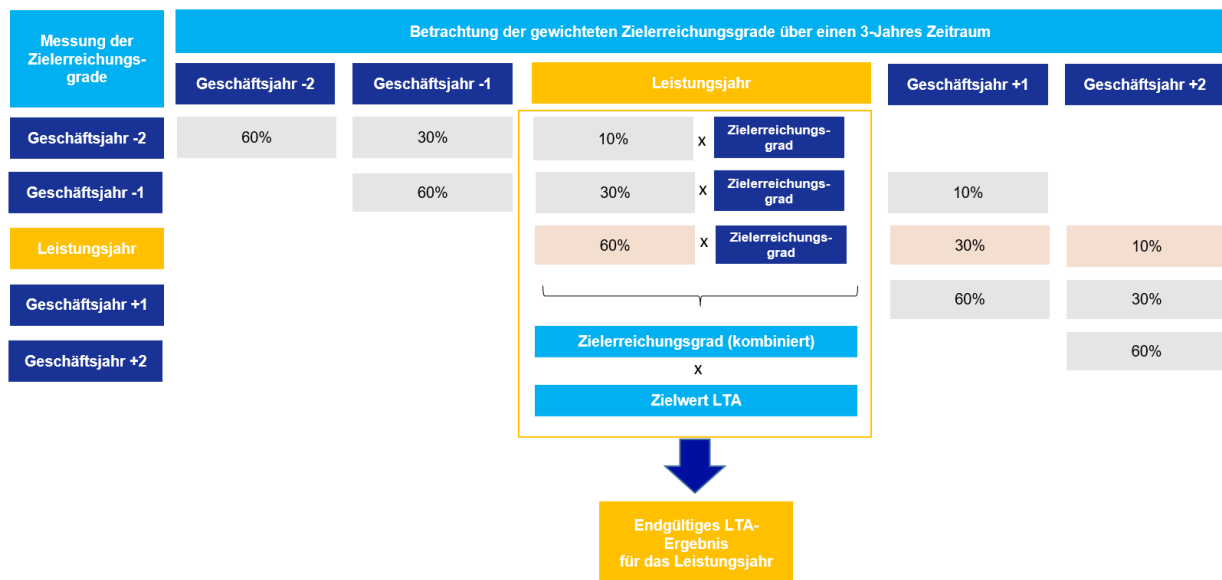 Messung der
Zielerreichungs-
grade
Betrachtung der gewichteten Zielerreichungsgrade über einen 3-Jahres Zeitraum
Geschäftsjahr -2
Geschäftsjahr -1
Leistungsjahr
Geschäftsjahr +1
Geschäftsjahr +2
Geschäftsjahr -2
60%
30%
10%
x
Zielerreichungs-
grad
Geschäftsjahr -1
60%
30%
x
Zielerreichungs-
grad
10%
Leistungsjahr
60%
x
Zielerreichungs-
grad
30%
10%
Geschäftsjahr +1
60%
30%
Zielerreichungsgrad (kombiniert)
Geschäftsjahr +2
60%
x
Zielwert LTA
Endgültiges LTA-
Ergebnis
für das Leistungsjahr